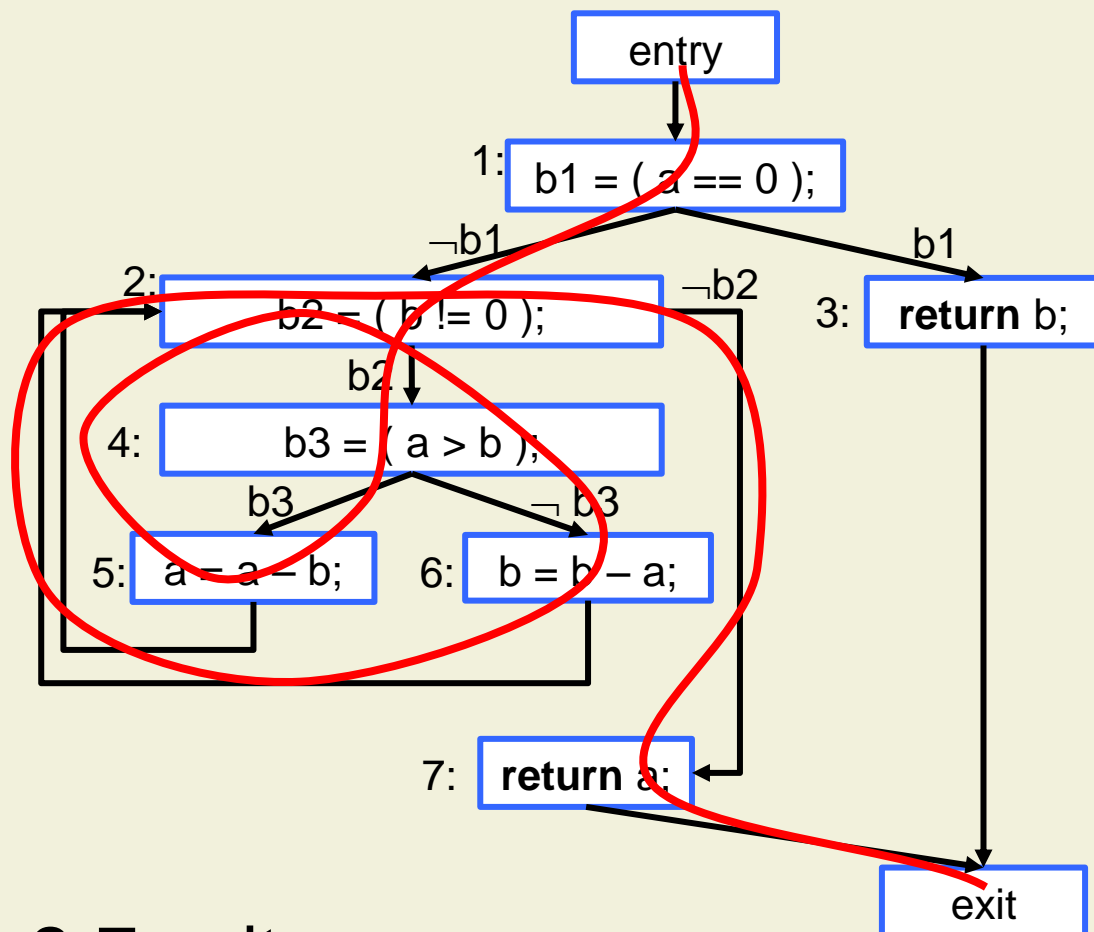 entry
1:
b1 = ( a == 0 );
¬b1
b1
2:
b2 = ( b != 0 );
¬b2
3:
return b;
b2
4:
b3 = ( a > b );
b3
¬ b3
5:
a = a – b;
6:
b = b – a;
7:
return a;
exit